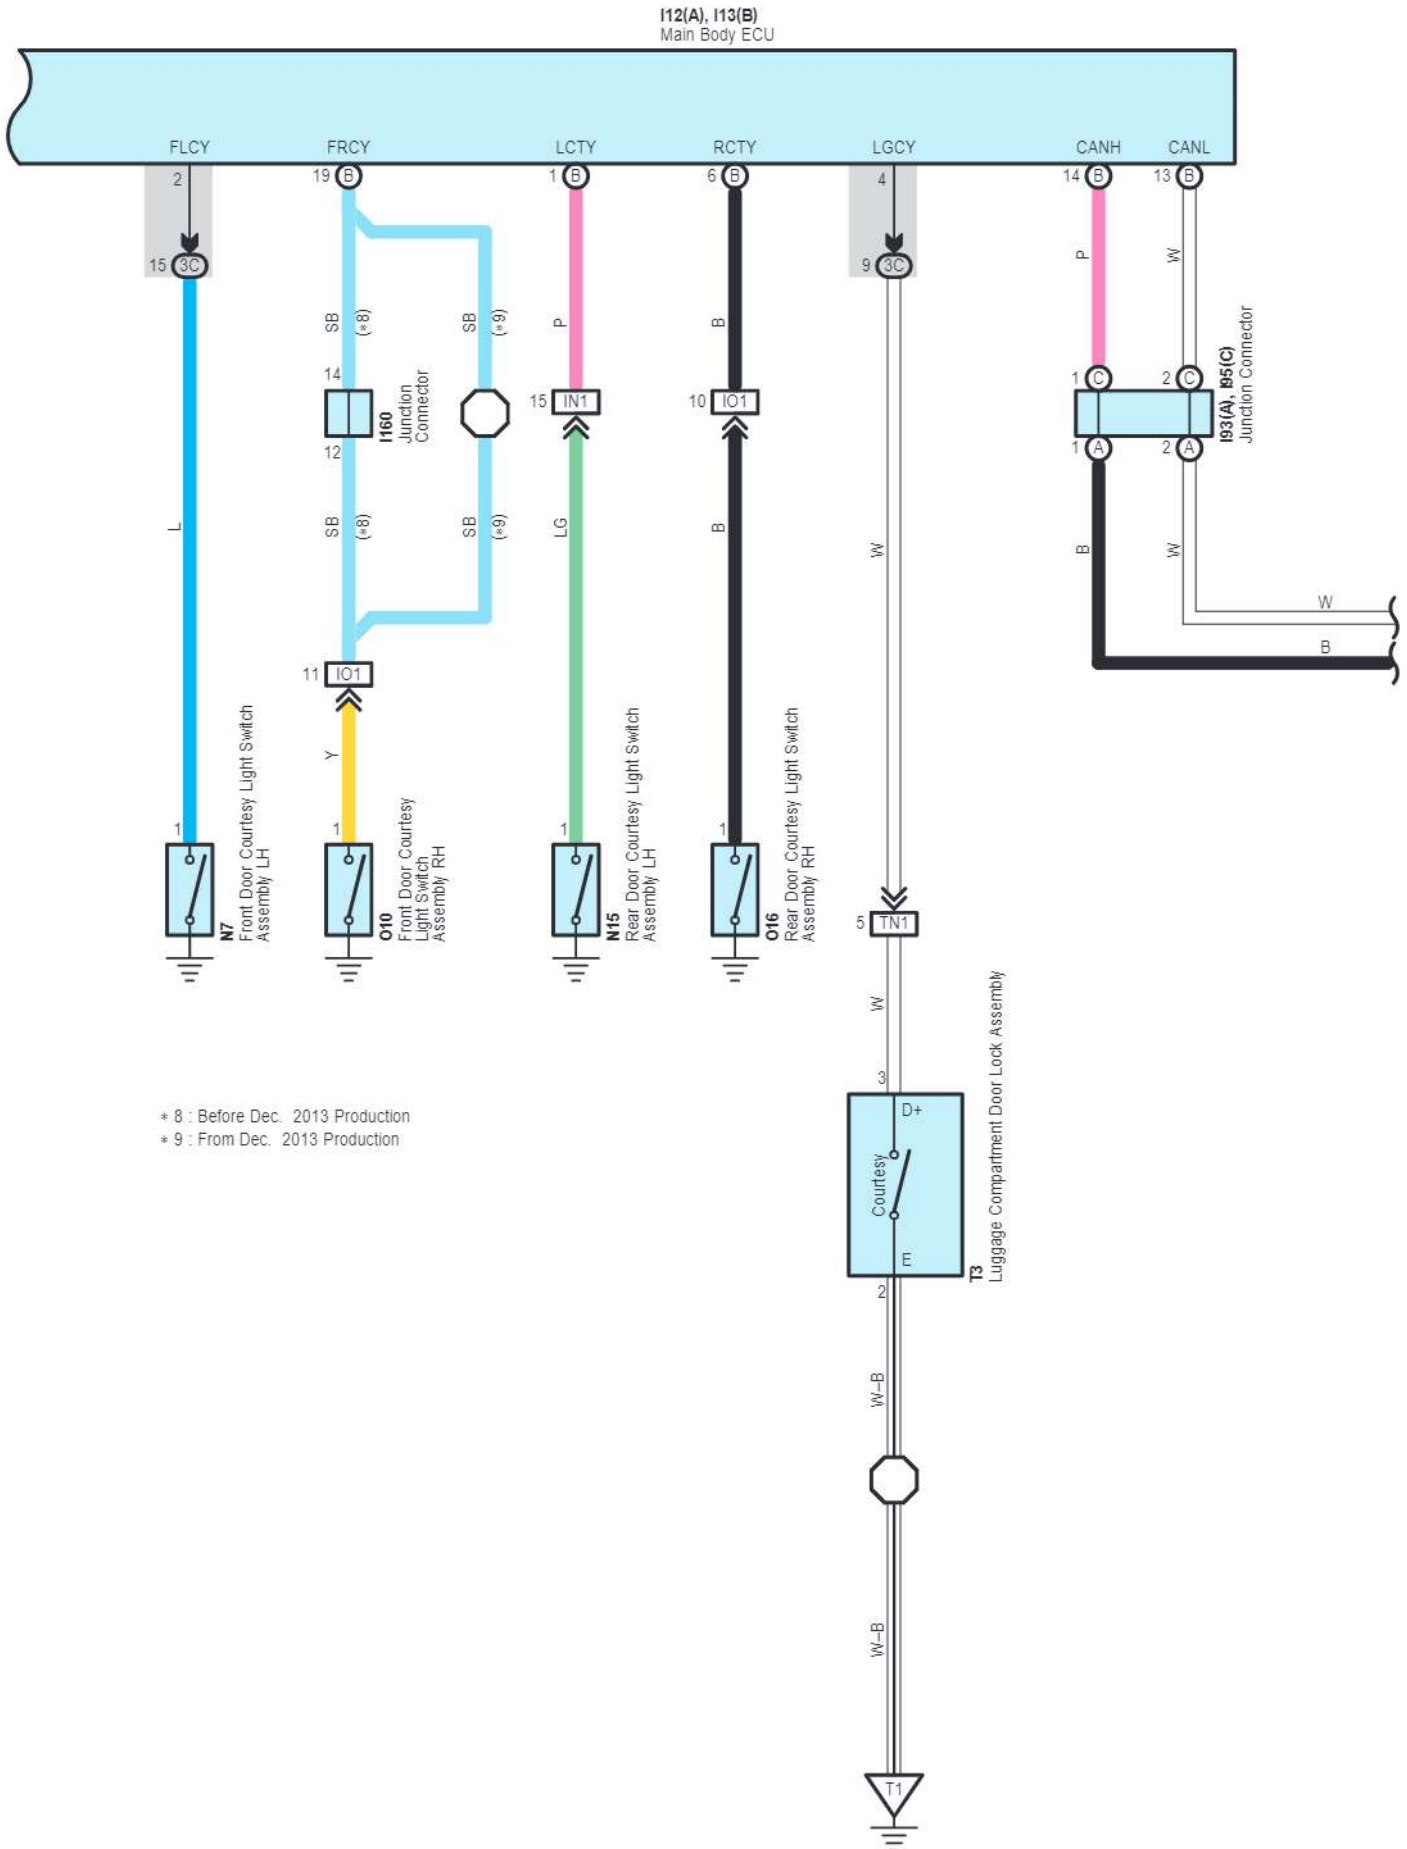 I12(A), I13(B)
Main Body ECU
FLCY FRCY LCTY RCTY LGCY CANH CANL
2 19 B 1 B 6 B 4 14 B 13 B
15 3C 9 3C
P W
SB (*8) SB (*9) P B
14
I160
Junction
Connector
12
15 IN1
10 IO1
1 C 2 C
I93(A), I95(C)
Junction Connector
1 A 2 A
L SB (*8) SB (*9) LG B W B W
W
B
11 IO1
Y
1 1 1 1
N7
Front Door Courtesy Light Switch
Assembly LH
O10
Front Door Courtesy
Light Switch
Assembly RH
N15
Rear Door Courtesy Light Switch
Assembly LH
O16
Rear Door Courtesy Light Switch
Assembly RH
5 TN1
W
3
D+
Courtesy
E
T3
Luggage Compartment Door Lock Assembly
2
* 8 : Before Dec. 2013 Production
* 9 : From Dec. 2013 Production
W–B
W–B
T1